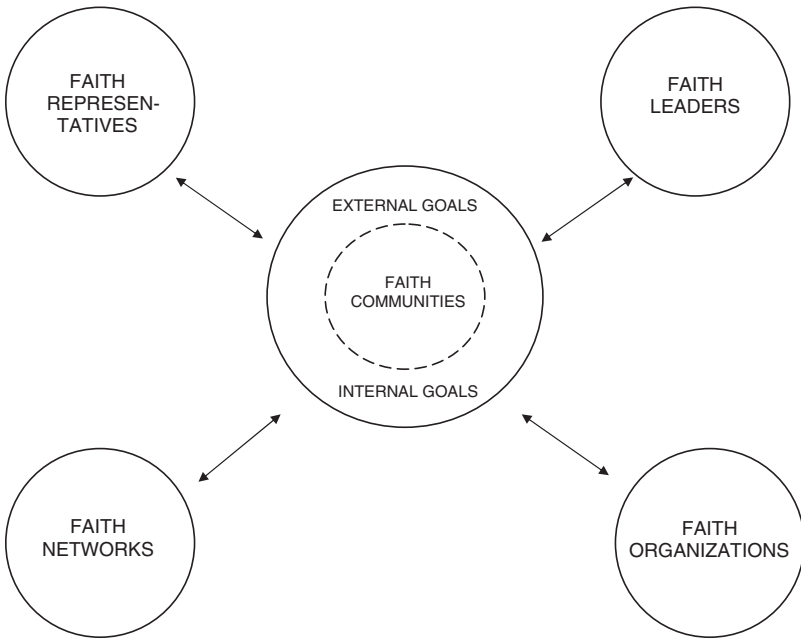 FAITH
REPRESEN-
TATIVES
FAITH
LEADERS
EXTERNAL GOALS
FAITH
COMMUNITIES
INTERNAL GOALS
FAITH
NETWORKS
FAITH
ORGANIZATIONS